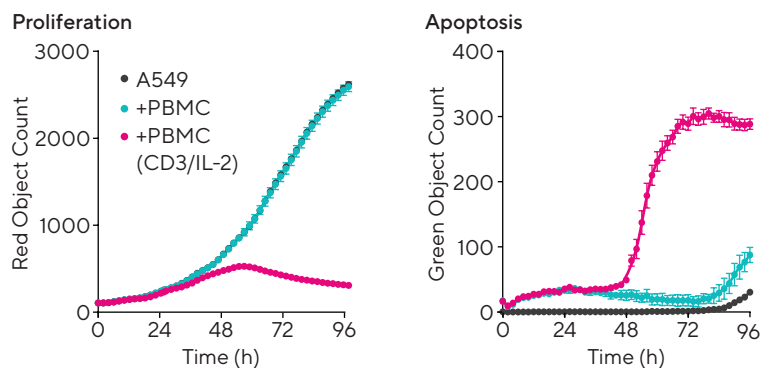 Proliferation
3000
2000
1000
0
Red Object Count
A549
+PBMC
+PBMC
(CD3/IL-2)
0 24 48 72 96
Time (h)
Apoptosis
400
300
200
100
0
Green Object Count
0 24 48 72 96
Time (h)